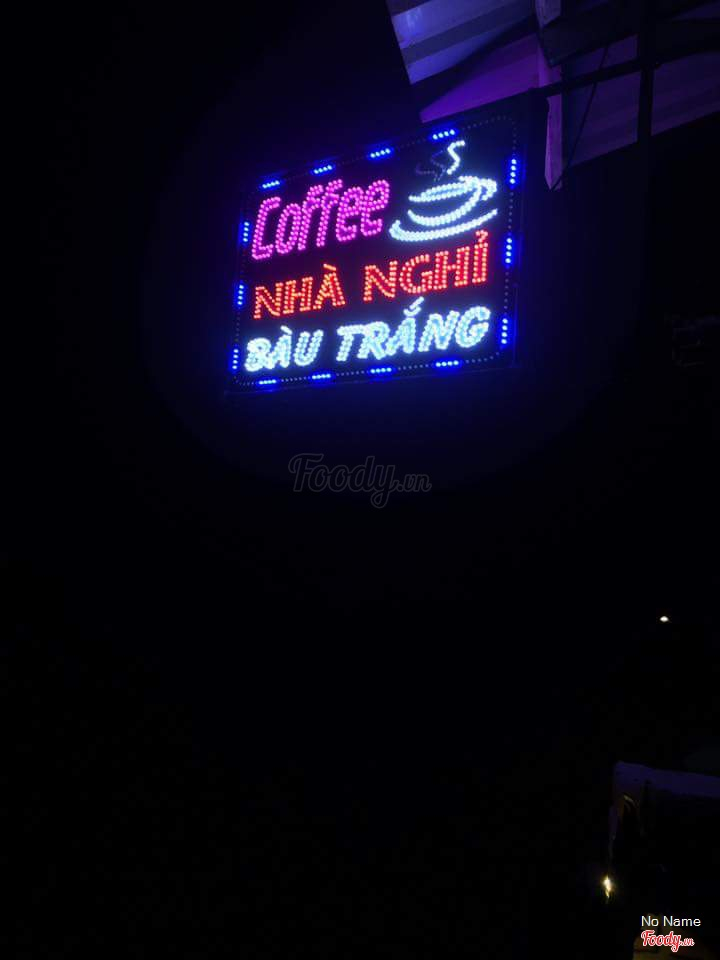 Coffee
NHÀ NGHỈ
BÀU TRẮNG
Foody.vn
No Name
Foody.vn